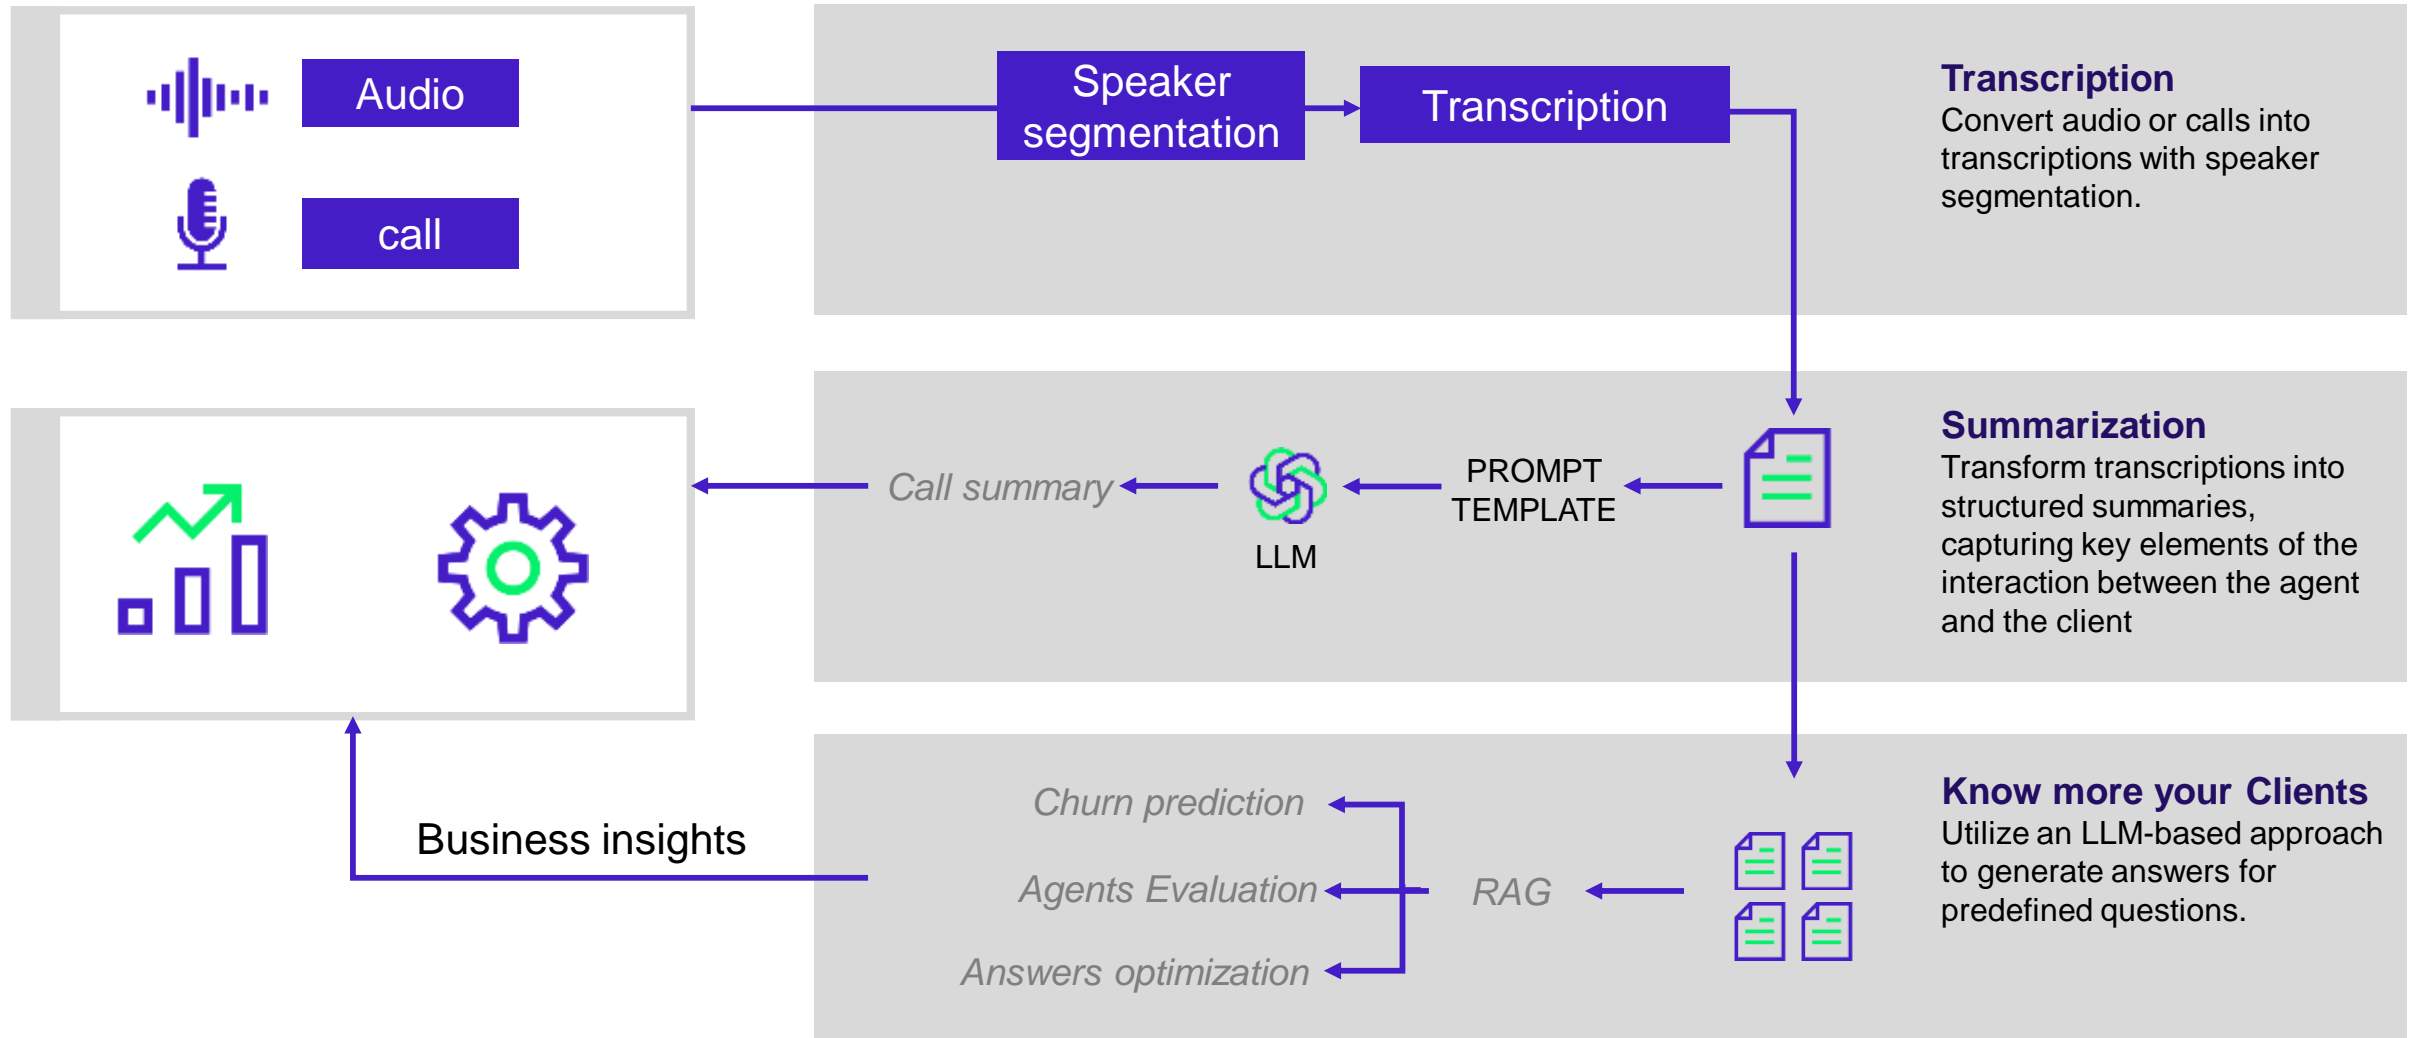 Audio
call
Speaker
segmentation
Transcription
Transcription
Convert audio or calls into
transcriptions with speaker
segmentation.
Call summary
LLM
PROMPT
TEMPLATE
Summarization
Transform transcriptions into
structured summaries,
capturing key elements of the
interaction between the agent
and the client
Business insights
Churn prediction
Agents Evaluation
Answers optimization
RAG
Know more your Clients
Utilize an LLM-based approach
to generate answers for
predefined questions.